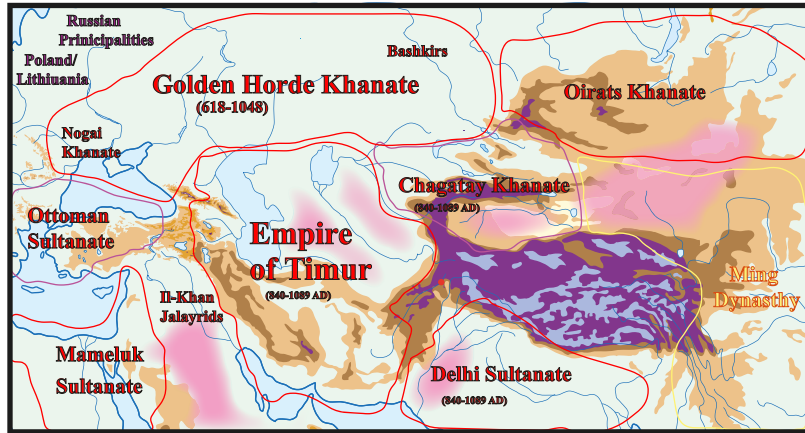 Russian
Prinicipalities
Poland/
Lithiuania
Bashkirs
Golden Horde Khanate
(618-1048)
Oirats Khanate
Nogai
Khanate
Chagatay Khanate
(840-1089 AD)
Ottoman
Sultanate
Empire
of Timur
(840-1089 AD)
Ming
Dynasthy
Il-Khan
Jalayrids
Mameluk
Sultanate
Delhi Sultanate
(840-1089 AD)